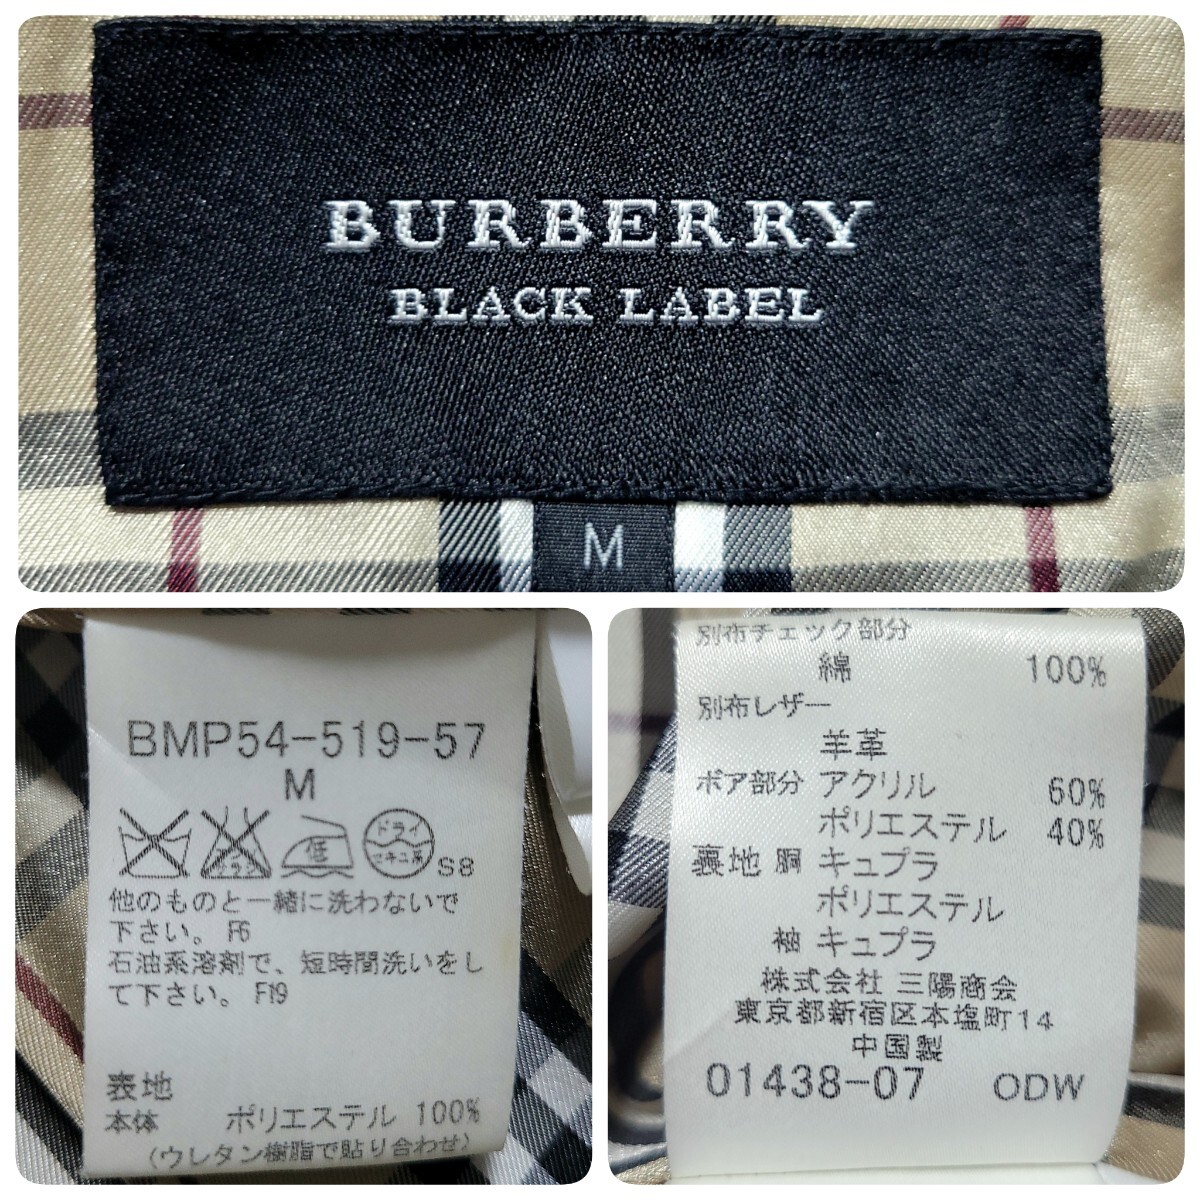 BURBERRY
BLACK LABEL
M
BMP54-519-57
M
エンソ
サラシ
低
ドライ
セキユ系
S8
他のものと一緒に洗わないで
下さい。 F6
石油系溶剤で、短時間洗いをし
て下さい。 F19
表地
本体 ポリエステル 100%
(ウレタン樹脂で貼り合わせ)
別布チェック部分
綿 100%
別布レザー
羊革
ボア部分 アクリル 60%
ポリエステル 40%
裏地 胴 キュプラ
ポリエステル
袖 キュプラ
株式会社 三陽商会
東京都新宿区本塩町14
中国製
01438-07 ODW